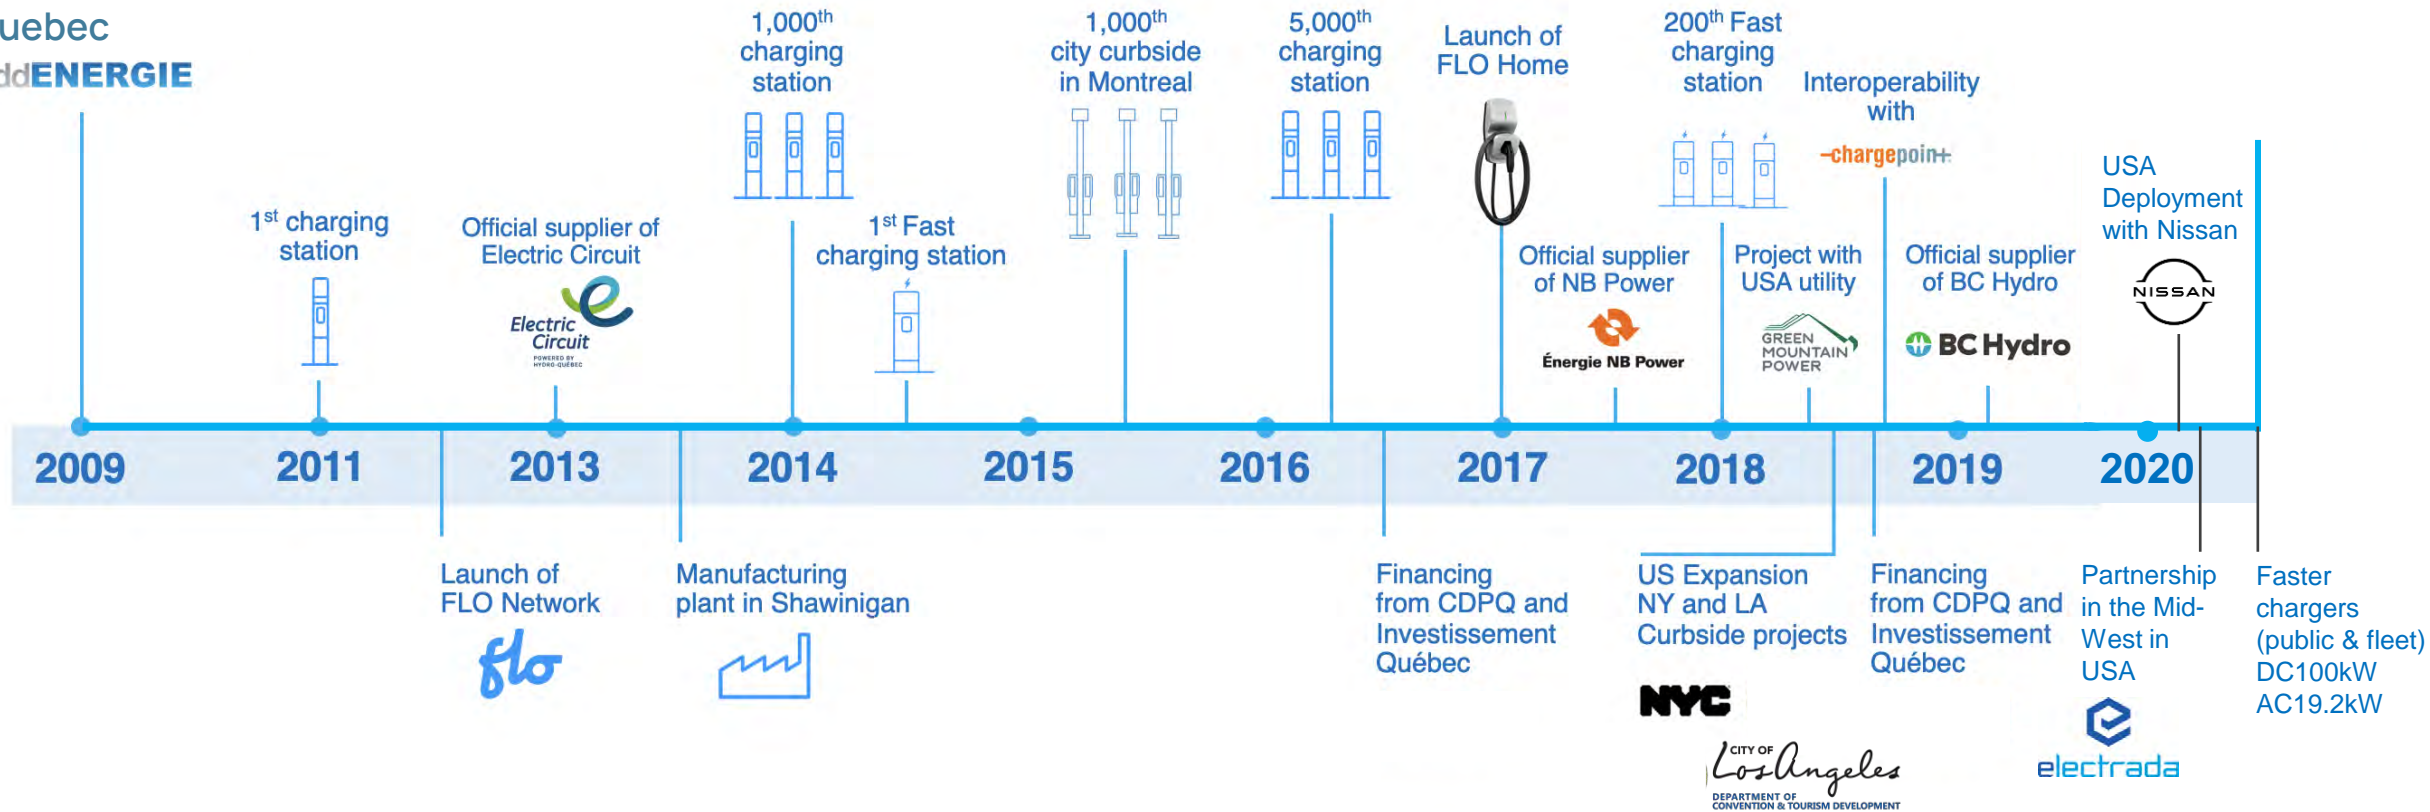 uebec
ddENERGIE
1st charging
station
Official supplier of
Electric Circuit
Electric
Circuit
POWERED BY
HYDRO-QUÉBEC
1,000th
charging
station
1st Fast
charging station
1,000th
city curbside
in Montreal
5,000th
charging
station
Launch of
FLO Home
Official supplier
of NB Power
Énergie NB Power
200th Fast
charging
station
Project with
USA utility
GREEN
MOUNTAIN
POWER
Interoperability
with
-chargepoin+
Official supplier
of BC Hydro
BC Hydro
USA
Deployment
with Nissan
NISSAN
2009
2011
2013
2014
2015
2016
2017
2018
2019
2020
Launch of
FLO Network
flo
Manufacturing
plant in Shawinigan
Financing
from CDPQ and
Investissement
Québec
US Expansion
NY and LA
Curbside projects
NYC
CITY OF
Los Angeles
DEPARTMENT OF
CONVENTION & TOURISM DEVELOPMENT
Financing
from CDPQ and
Investissement
Québec
Partnership
in the Mid-
West in
USA
electrada
Faster
chargers
(public & fleet)
DC100kW
AC19.2kW